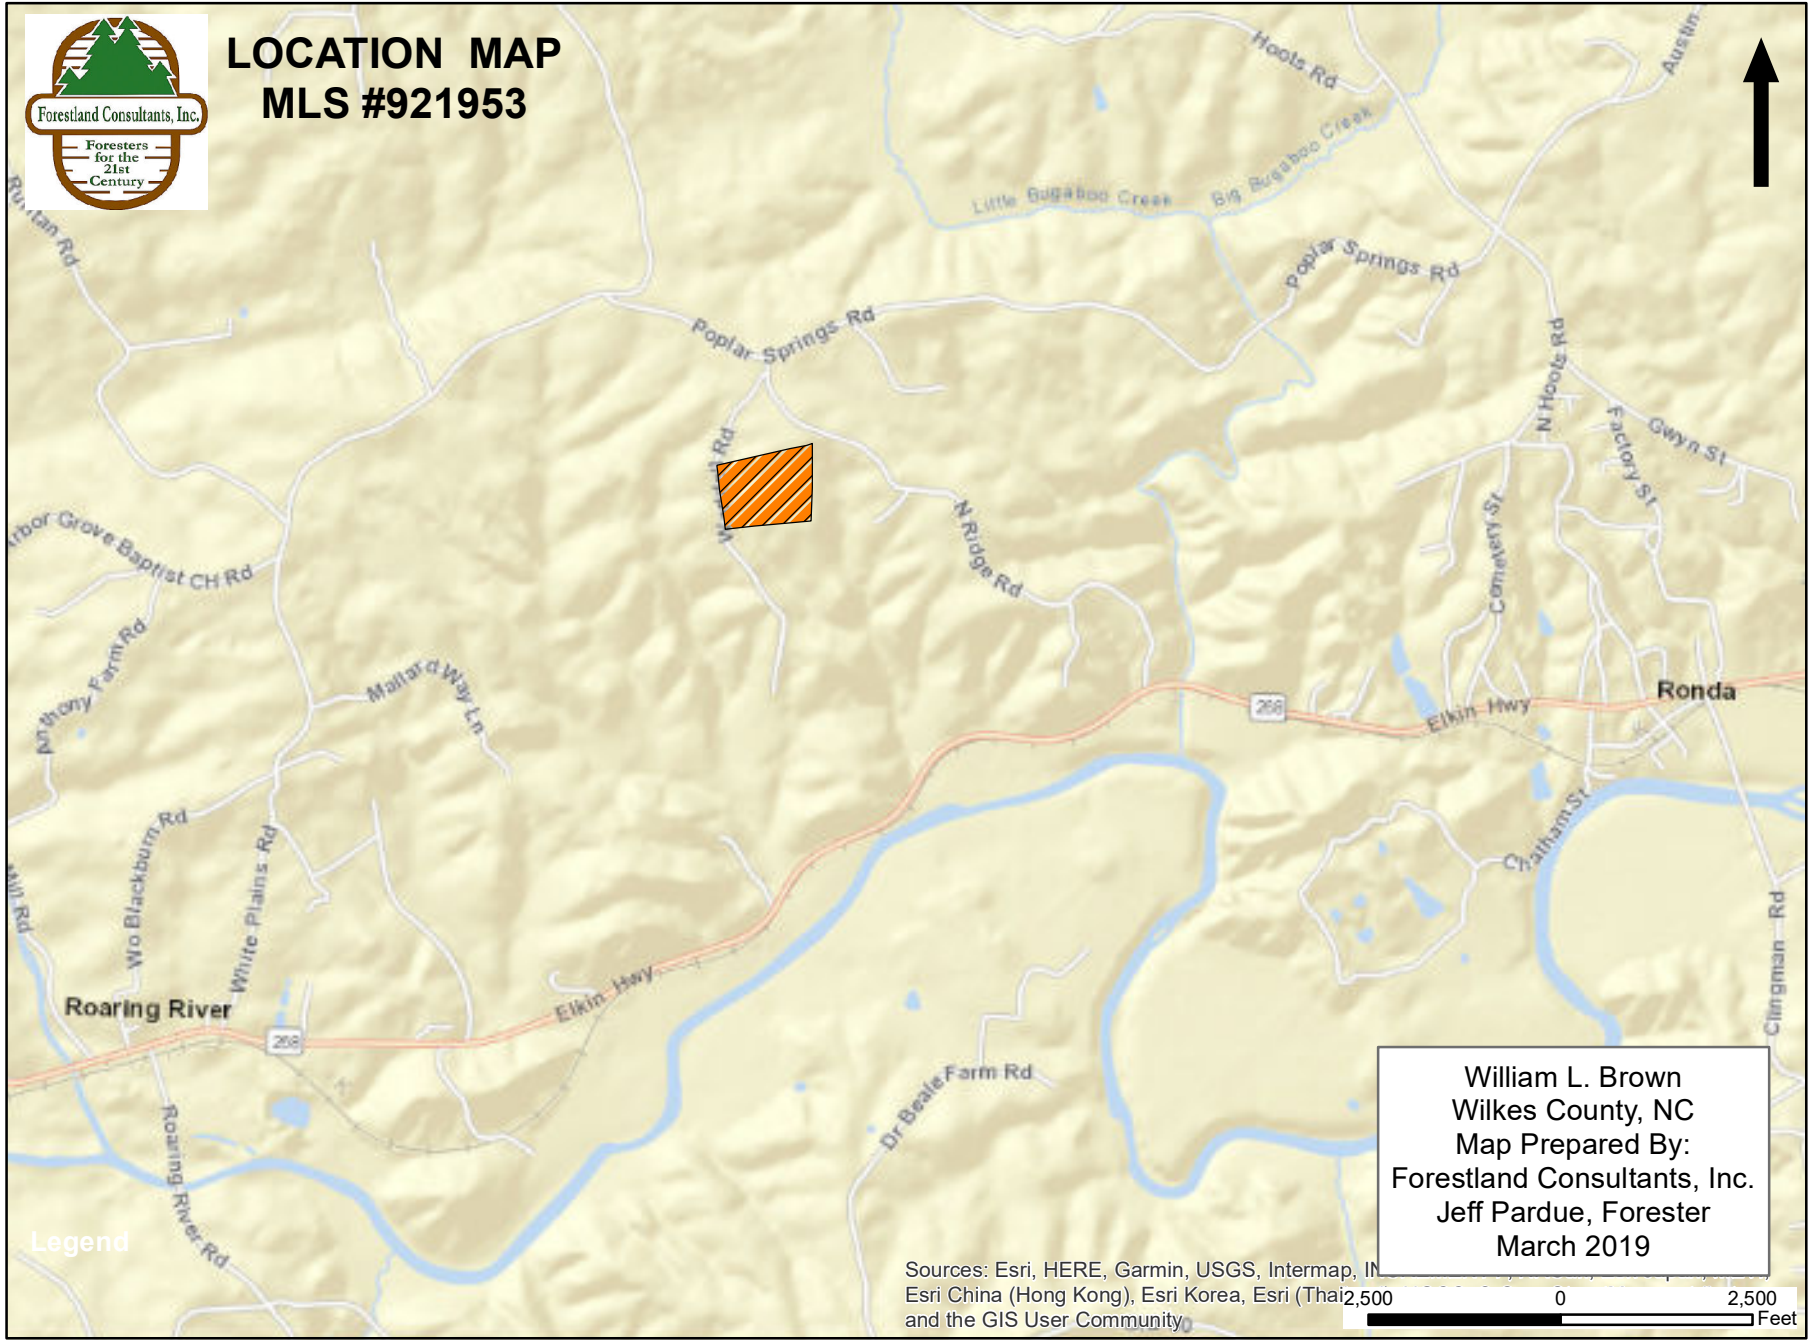 LOCATION MAP
MLS #921953
Forestland Consultants, Inc.
Foresters
for the
21st
Century
Hoots Rd
Austin
Big Bugaboo Creek
Little Bugaboo Creek
Rd
Poplar Springs Rd
Poplar Springs Rd
N Hoots Rd
Factory St
Gwyn St
Rd
N Ridge Rd
Cemetery St
Grove Baptist CH Rd
Anthony Farm Rd
Mallard Way Ln
268
Elkin Hwy
Ronda
Chatham St
Wo Blackburn Rd
White Plains Rd
Mill Rd
Clingman Rd
Roaring River
268
Elkin Hwy
Dr Beale Farm Rd
Roaring River Rd
Legend
William L. Brown
Wilkes County, NC
Map Prepared By:
Forestland Consultants, Inc.
Jeff Pardue, Forester
March 2019
Sources: Esri, HERE, Garmin, USGS, Intermap,
Esri China (Hong Kong), Esri Korea, Esri (Thai
and the GIS User Community
2,500 0 2,500
Feet